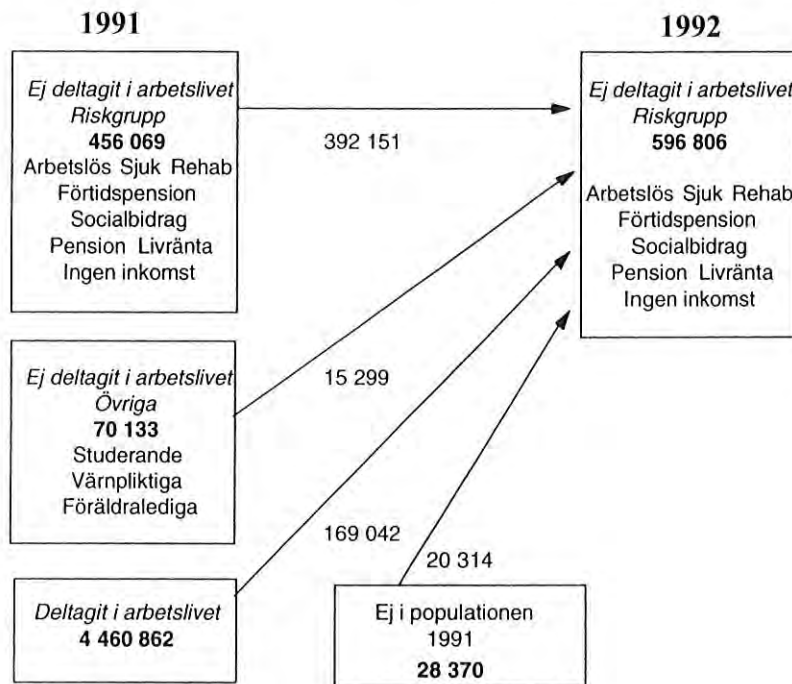 1991
Ej deltagit i arbetslivet
Riskgrupp
456 069
Arbetslös Sjuk Rehab
Förtidspension
Socialbidrag
Pension Livränta
Ingen inkomst
Ej deltagit i arbetslivet
Övriga
70 133
Studerande
Värnpliktiga
Föräldralediga
Deltagit i arbetslivet
4 460 862
392 151
15 299
169 042
20 314
Ej i populationen
1991
28 370
1992
Ej deltagit i arbetslivet
Riskgrupp
596 806
Arbetslös Sjuk Rehab
Förtidspension
Socialbidrag
Pension Livränta
Ingen inkomst